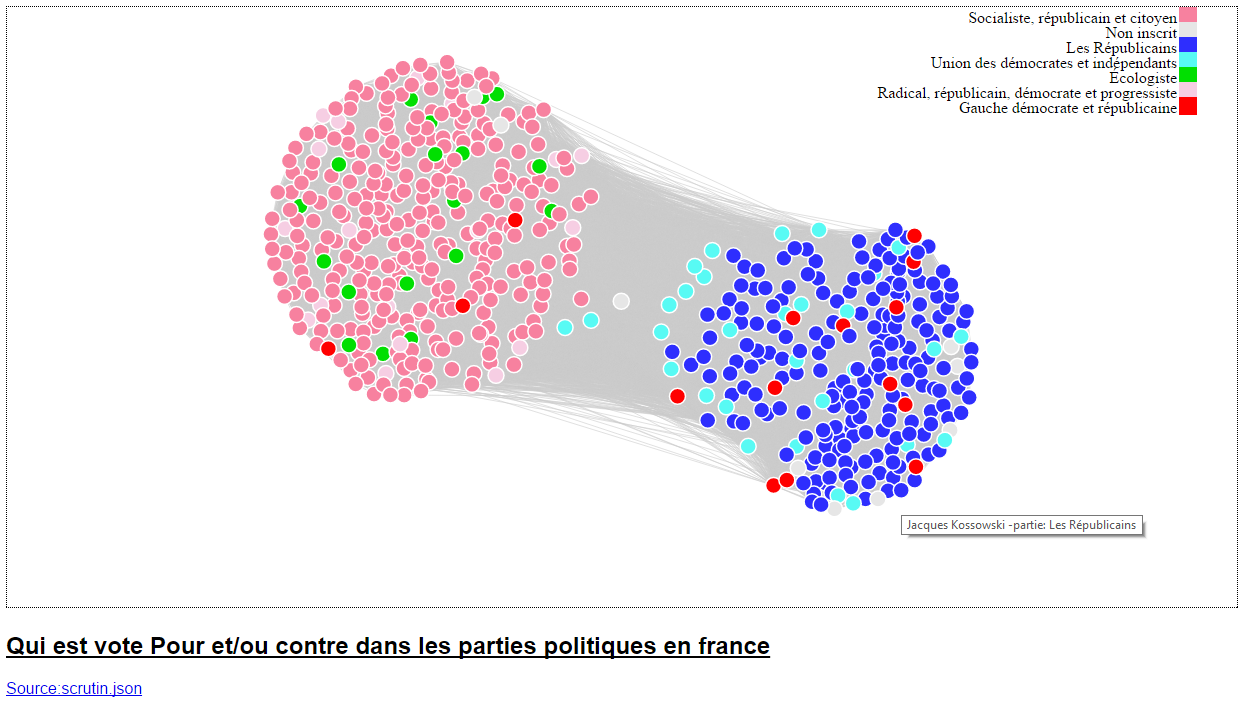 Socialiste, républicain et citoyen
Non inscrit
Les Républicains
Union des démocrates et indépendants
Ecologiste
Radical, républicain, démocrate et progressiste
Gauche démocrate et républicaine
Jacques Kossowski -partie: Les Républicains
Qui est vote Pour et/ou contre dans les parties politiques en france
Source:scrutin.json